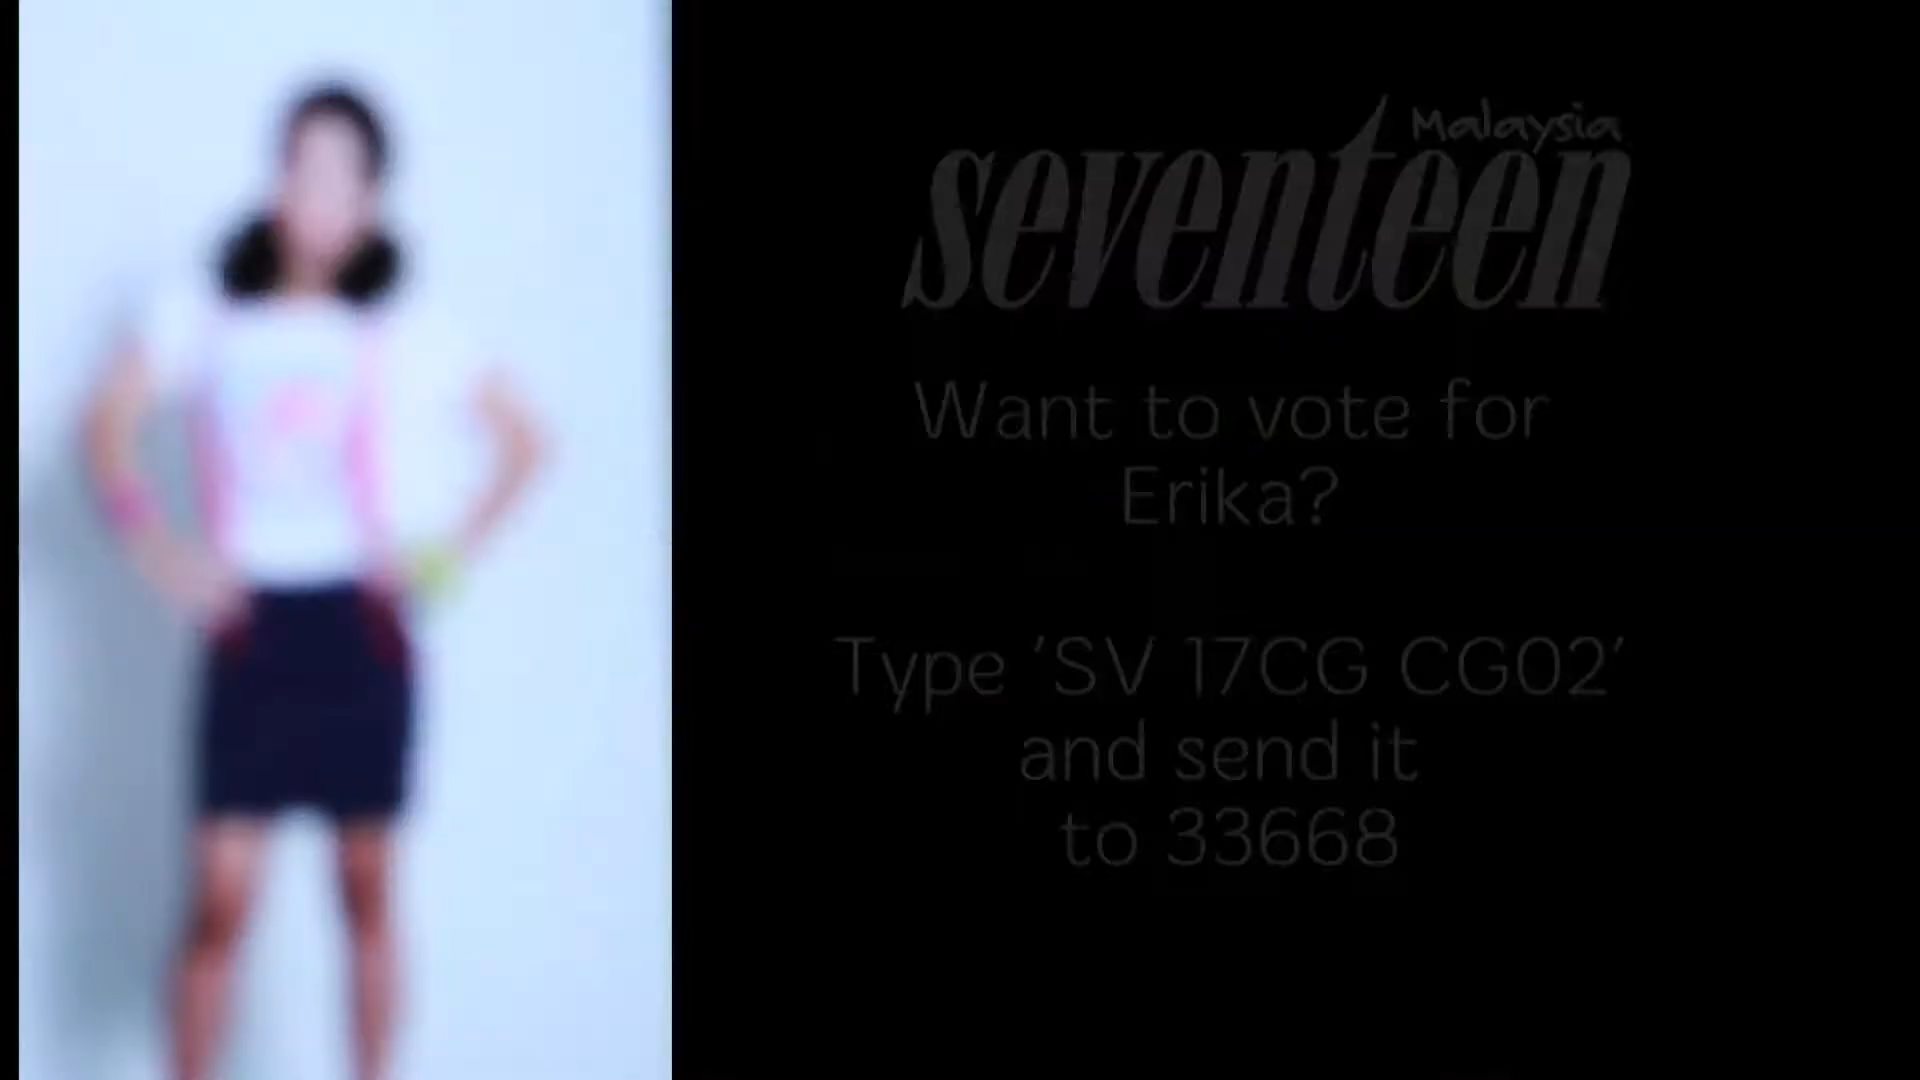 Malaysia
seventeen
Want to vote for
Erika?
Type 'SV 17CG CG02'
and send it
to 33668